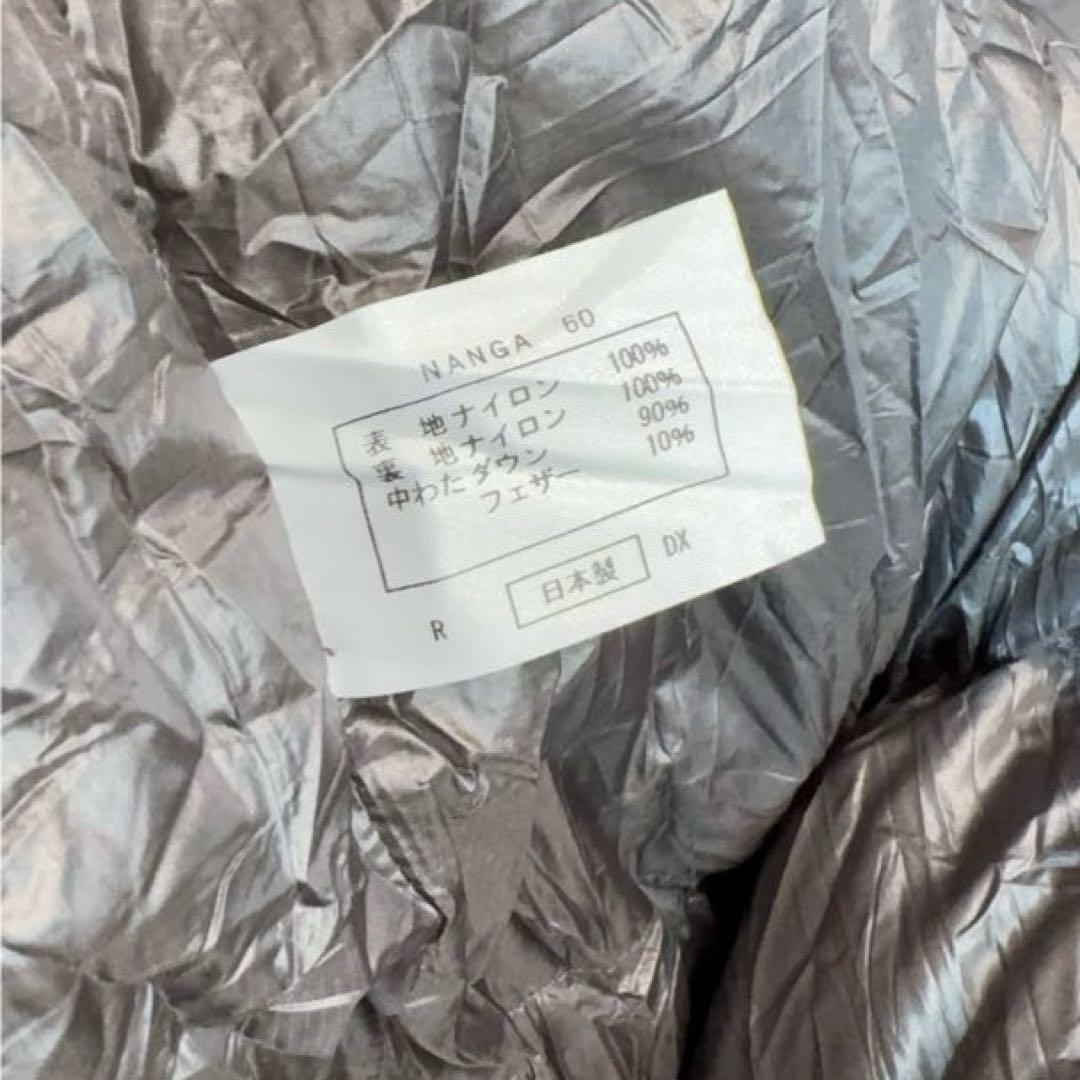 NANGA 60
表 地ナイロン 100%
裏 地ナイロン 100%
中わたダウン 90%
フェザー 10%
日本製 DX
R